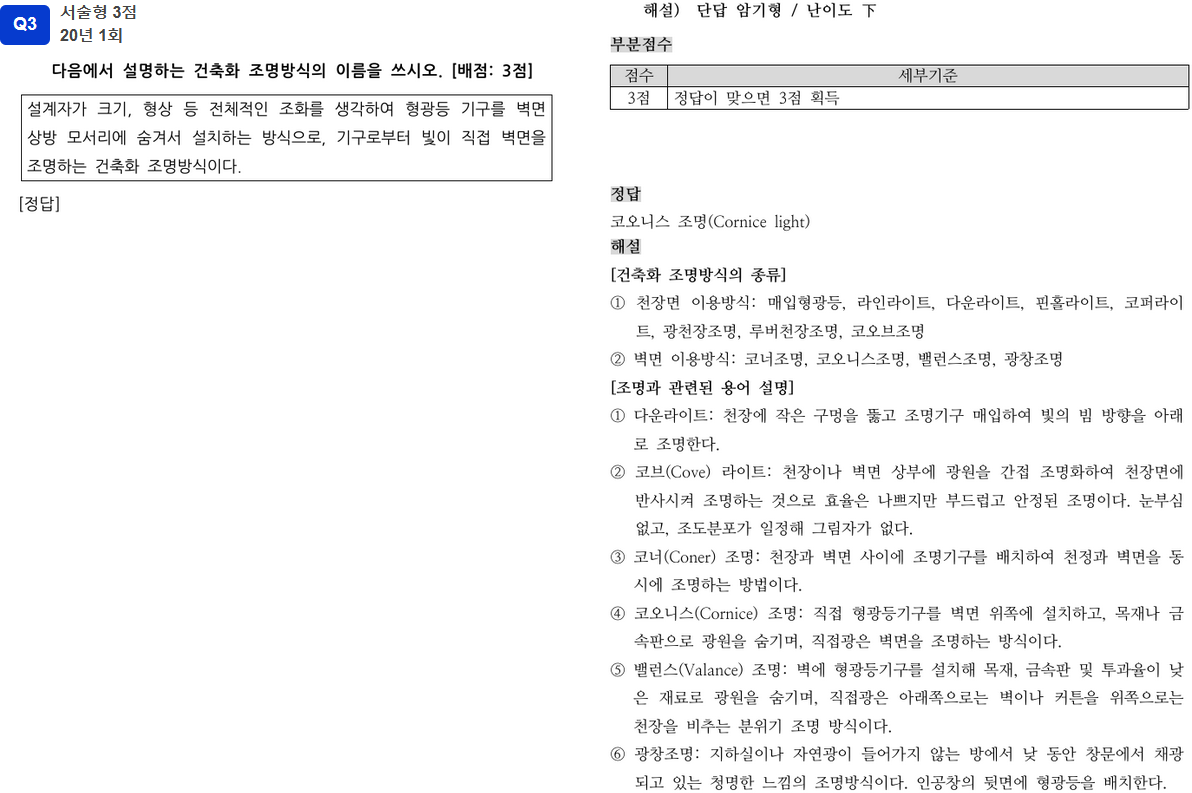 Q3
서술형 3점
20년 1회
다음에서 설명하는 건축화 조명방식의 이름을 쓰시오. [배점: 3점]
설계자가 크기, 형상 등 전체적인 조화를 생각하여 형광등 기구를 벽면
상방 모서리에 숨겨서 설치하는 방식으로, 기구로부터 빛이 직접 벽면을
조명하는 건축화 조명방식이다.
[정답]
해설) 단답 암기형 / 난이도 下
부분점수
점수 세부기준
3점 정답이 맞으면 3점 획득
정답
코오니스 조명(Cornice light)
해설
[건축화 조명방식의 종류]
① 천장면 이용방식: 매입형광등, 라인라이트, 다운라이트, 핀홀라이트, 코퍼라이
트, 광천장조명, 루버천장조명, 코오브조명
② 벽면 이용방식: 코너조명, 코오니스조명, 밸런스조명, 광창조명
[조명과 관련된 용어 설명]
① 다운라이트: 천장에 작은 구멍을 뚫고 조명기구 매입하여 빛의 빔 방향을 아래
로 조명한다.
② 코브(Cove) 라이트: 천장이나 벽면 상부에 광원을 간접 조명화하여 천장면에
반사시켜 조명하는 것으로 효율은 나쁘지만 부드럽고 안정된 조명이다. 눈부심
없고, 조도분포가 일정해 그림자가 없다.
③ 코너(Coner) 조명: 천장과 벽면 사이에 조명기구를 배치하여 천정과 벽면을 동
시에 조명하는 방법이다.
④ 코오니스(Cornice) 조명: 직접 형광등기구를 벽면 위쪽에 설치하고, 목재나 금
속판으로 광원을 숨기며, 직접광은 벽면을 조명하는 방식이다.
⑤ 밸런스(Valance) 조명: 벽에 형광등기구를 설치해 목재, 금속판 및 투과율이 낮
은 재료로 광원을 숨기며, 직접광은 아래쪽으로는 벽이나 커튼을 위쪽으로는
천장을 비추는 분위기 조명 방식이다.
⑥ 광창조명: 지하실이나 자연광이 들어가지 않는 방에서 낮 동안 창문에서 채광
되고 있는 청명한 느낌의 조명방식이다. 인공창의 뒷면에 형광등을 배치한다.